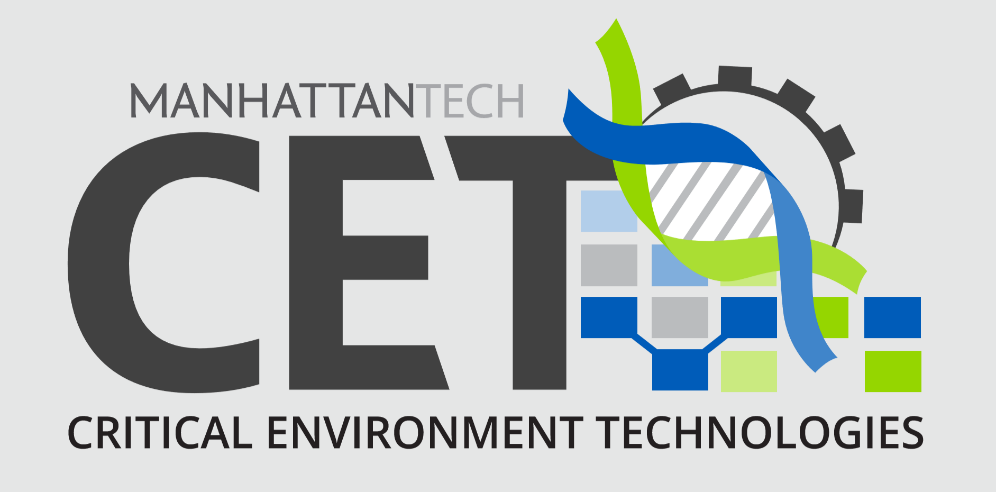 MANHATTANTECH
CET
CRITICAL ENVIRONMENT TECHNOLOGIES